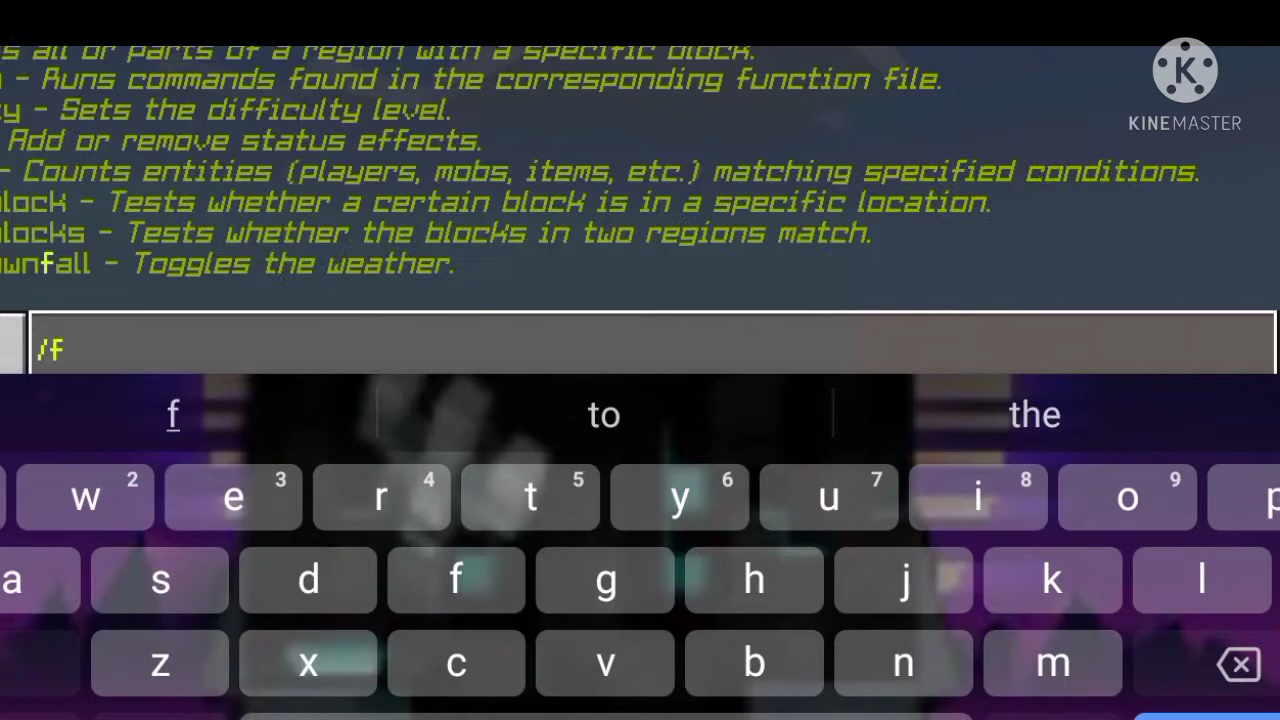 s all or parts of a region with a specific block.
- Runs commands found in the corresponding function file.
ty - Sets the difficulty level.
Add or remove status effects.
- Counts entities (players, mobs, items, etc.) matching specified conditions.
lock - Tests whether a certain block is in a specific location.
locks - Tests whether the blocks in two regions match.
wnfall - Toggles the weather.
K
KINEMASTER
/f
f to the
w 2 e 3 r 4 t 5 y 6 u 7 i 8 o 9 p
a s d f g h j k l
z x c v b n m